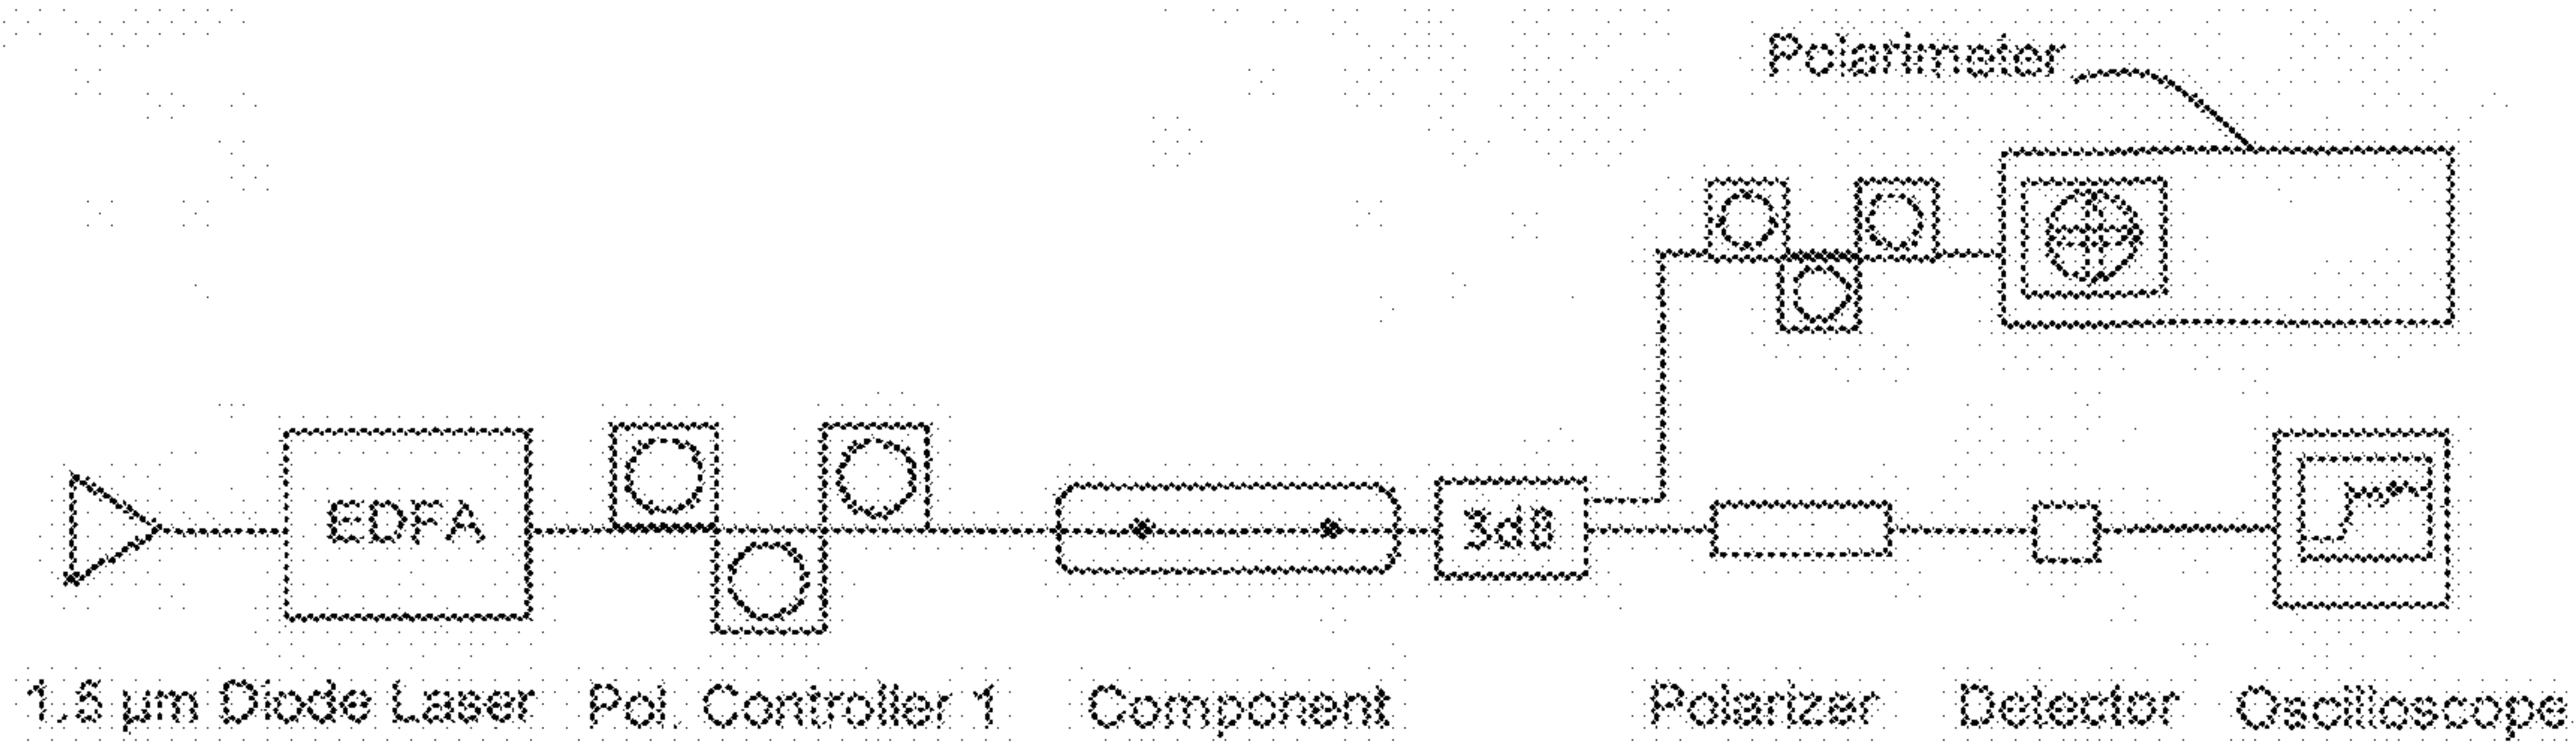 Polarimeter
EDFA
3dB
1.5 µm Diode Laser
Pol. Controller 1
Component
Polarizer
Detector
Oscilloscope